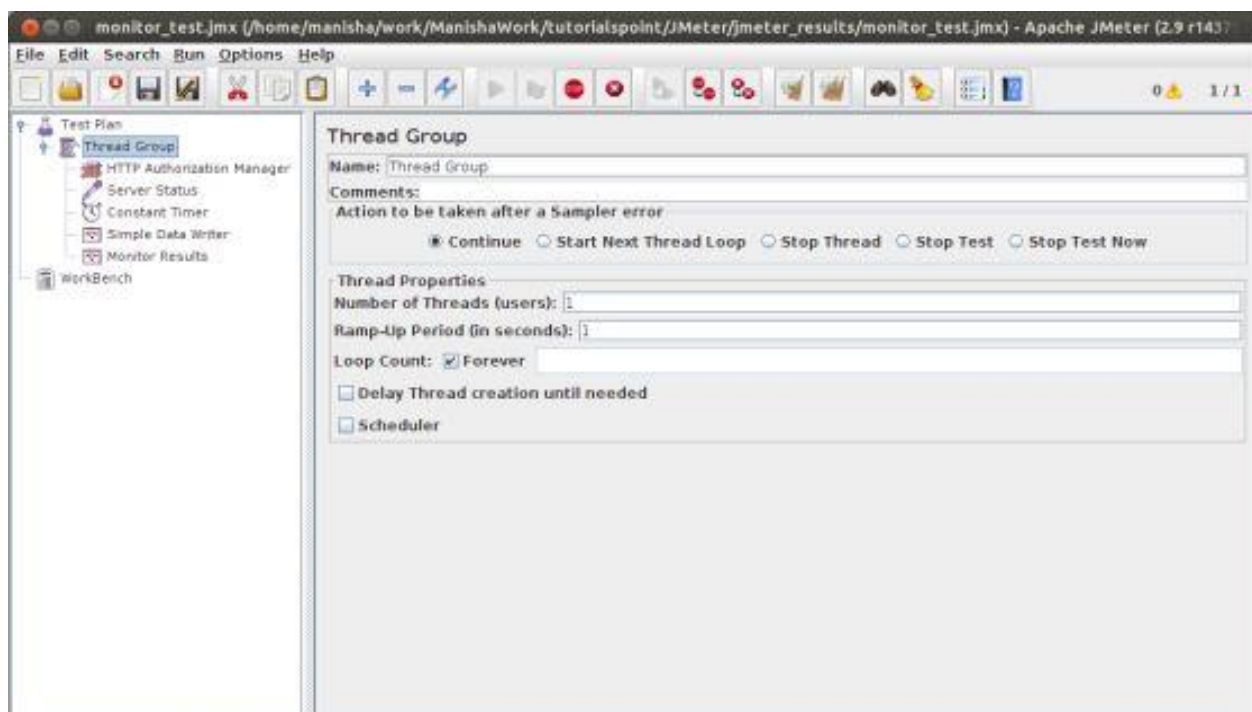 monitor_test.jmx (/home/manisha/work/ManishaWork/tutorialspoint/JMeter/jmeter_results/monitor_test.jmx) - Apache JMeter (2.9 r1437
File Edit Search Run Options Help
0 1/1
Test Plan
Thread Group
HTTP Authorization Manager
Server Status
Constant Timer
Simple Data Writer
Monitor Results
WorkBench
Thread Group
Name: Thread Group
Comments:
Action to be taken after a Sampler error
Continue Start Next Thread Loop Stop Thread Stop Test Stop Test Now
Thread Properties
Number of Threads (users): 1
Ramp-Up Period (in seconds): 1
Loop Count: Forever
Delay Thread creation until needed
Scheduler